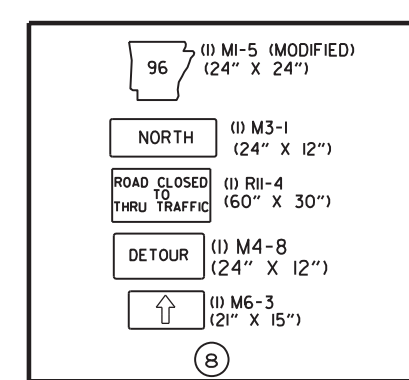 96
(1) M1-5 (MODIFIED)
(24" X 24")
NORTH
(1) M3-1
(24" X 12")
ROAD CLOSED
TO
THRU TRAFFIC
(1) R11-4
(60" X 30")
DETOUR
(1) M4-8
(24" X 12")
(1) M6-3
(21" X 15")
8